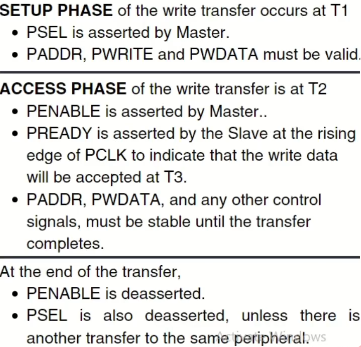 SETUP PHASE of the write transfer occurs at T1
• PSEL is asserted by Master.
• PADDR, PWRITE and PWDATA must be valid.
ACCESS PHASE of the write transfer is at T2
• PENABLE is asserted by Master..
• PREADY is asserted by the Slave at the rising
edge of PCLK to indicate that the write data
will be accepted at T3.
• PADDR, PWDATA, and any other control
signals, must be stable until the transfer
completes.
At the end of the transfer,
• PENABLE is deasserted.
• PSEL is also deasserted, unless there is
another transfer to the same peripheral.